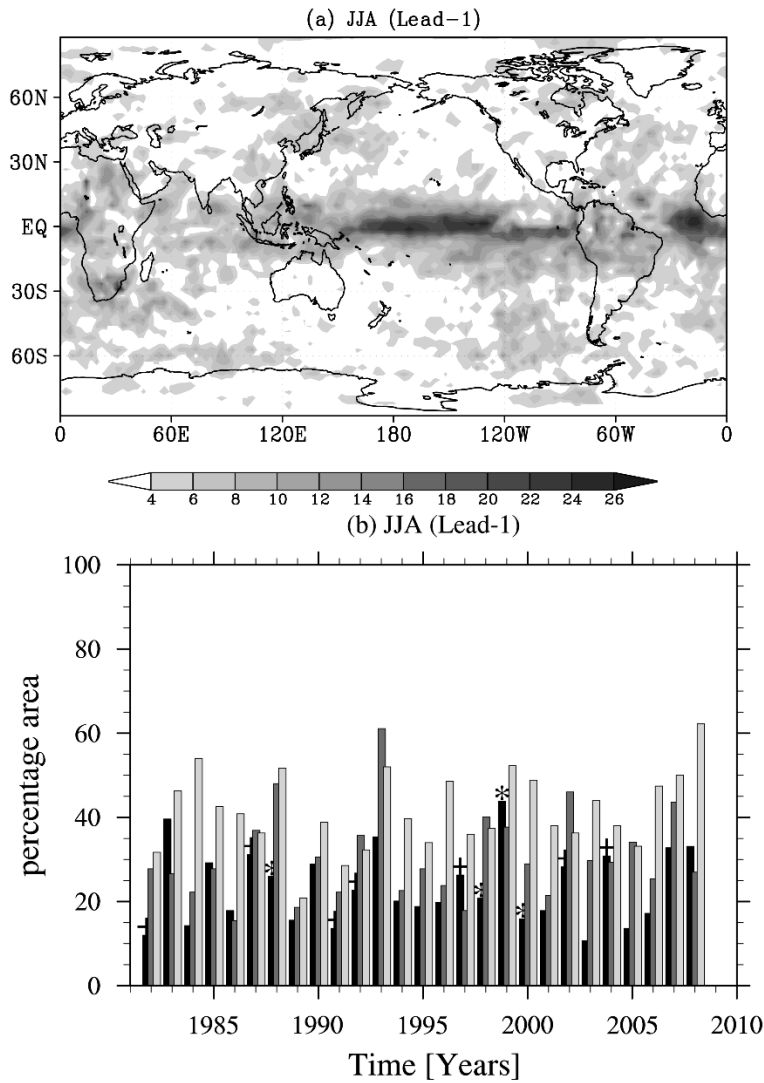 (a) JJA (Lead-1)
60N
30N
EQ
30S
60S
0 60E 120E 180 120W 60W 0
4 6 8 10 12 14 16 18 20 22 24 26
(b) JJA (Lead-1)
100
80
60
40
20
0
percentage area
1985 1990 1995 2000 2005 2010
Time [Years]